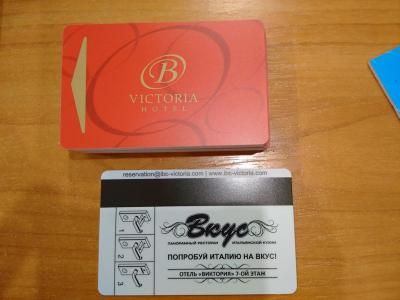 B
VICTORIA
HOTEL
reservation@ibc-victoria.com | www.ibc-victoria.com
Вкус
ПАНОРАМНЫЙ РЕСТОРАН ИТАЛЬЯНСКОЙ КУХНИ
ПОПРОБУЙ ИТАЛИЮ НА ВКУС!
ОТЕЛЬ «ВИКТОРИЯ» 7-ОЙ ЭТАЖ
1
2
3